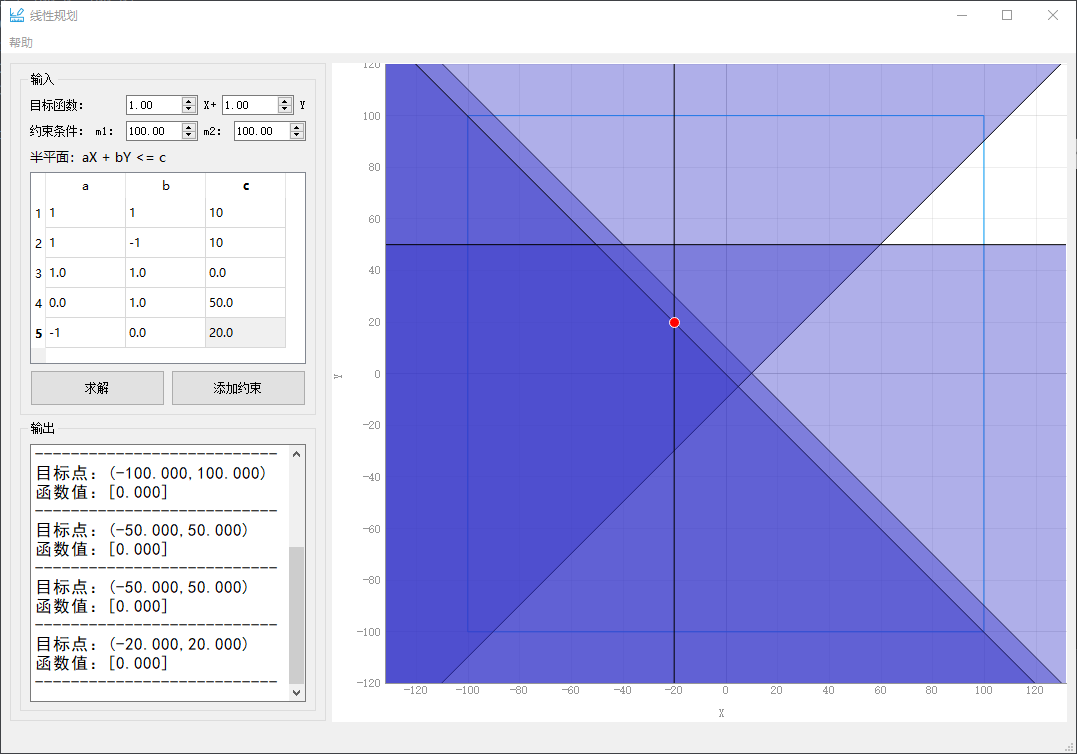 线性规划
帮助
输入
目标函数: 1.00 X+ 1.00 Y
约束条件: m1: 100.00 m2: 100.00
半平面: aX + bY <= c
a b c
1 1 1 10
2 1 -1 10
3 1.0 1.0 0.0
4 0.0 1.0 50.0
5 -1 0.0 20.0
求解 添加约束
输出
----------------------------
目标点: (-100.000,100.000)
函数值: [0.000]
----------------------------
目标点: (-50.000,50.000)
函数值: [0.000]
----------------------------
目标点: (-50.000,50.000)
函数值: [0.000]
----------------------------
目标点: (-20.000,20.000)
函数值: [0.000]
----------------------------
120
100
80
60
40
20
0
-20
-40
-60
-80
-100
-120
Y
-120 -100 -80 -60 -40 -20 0 20 40 60 80 100 120
X